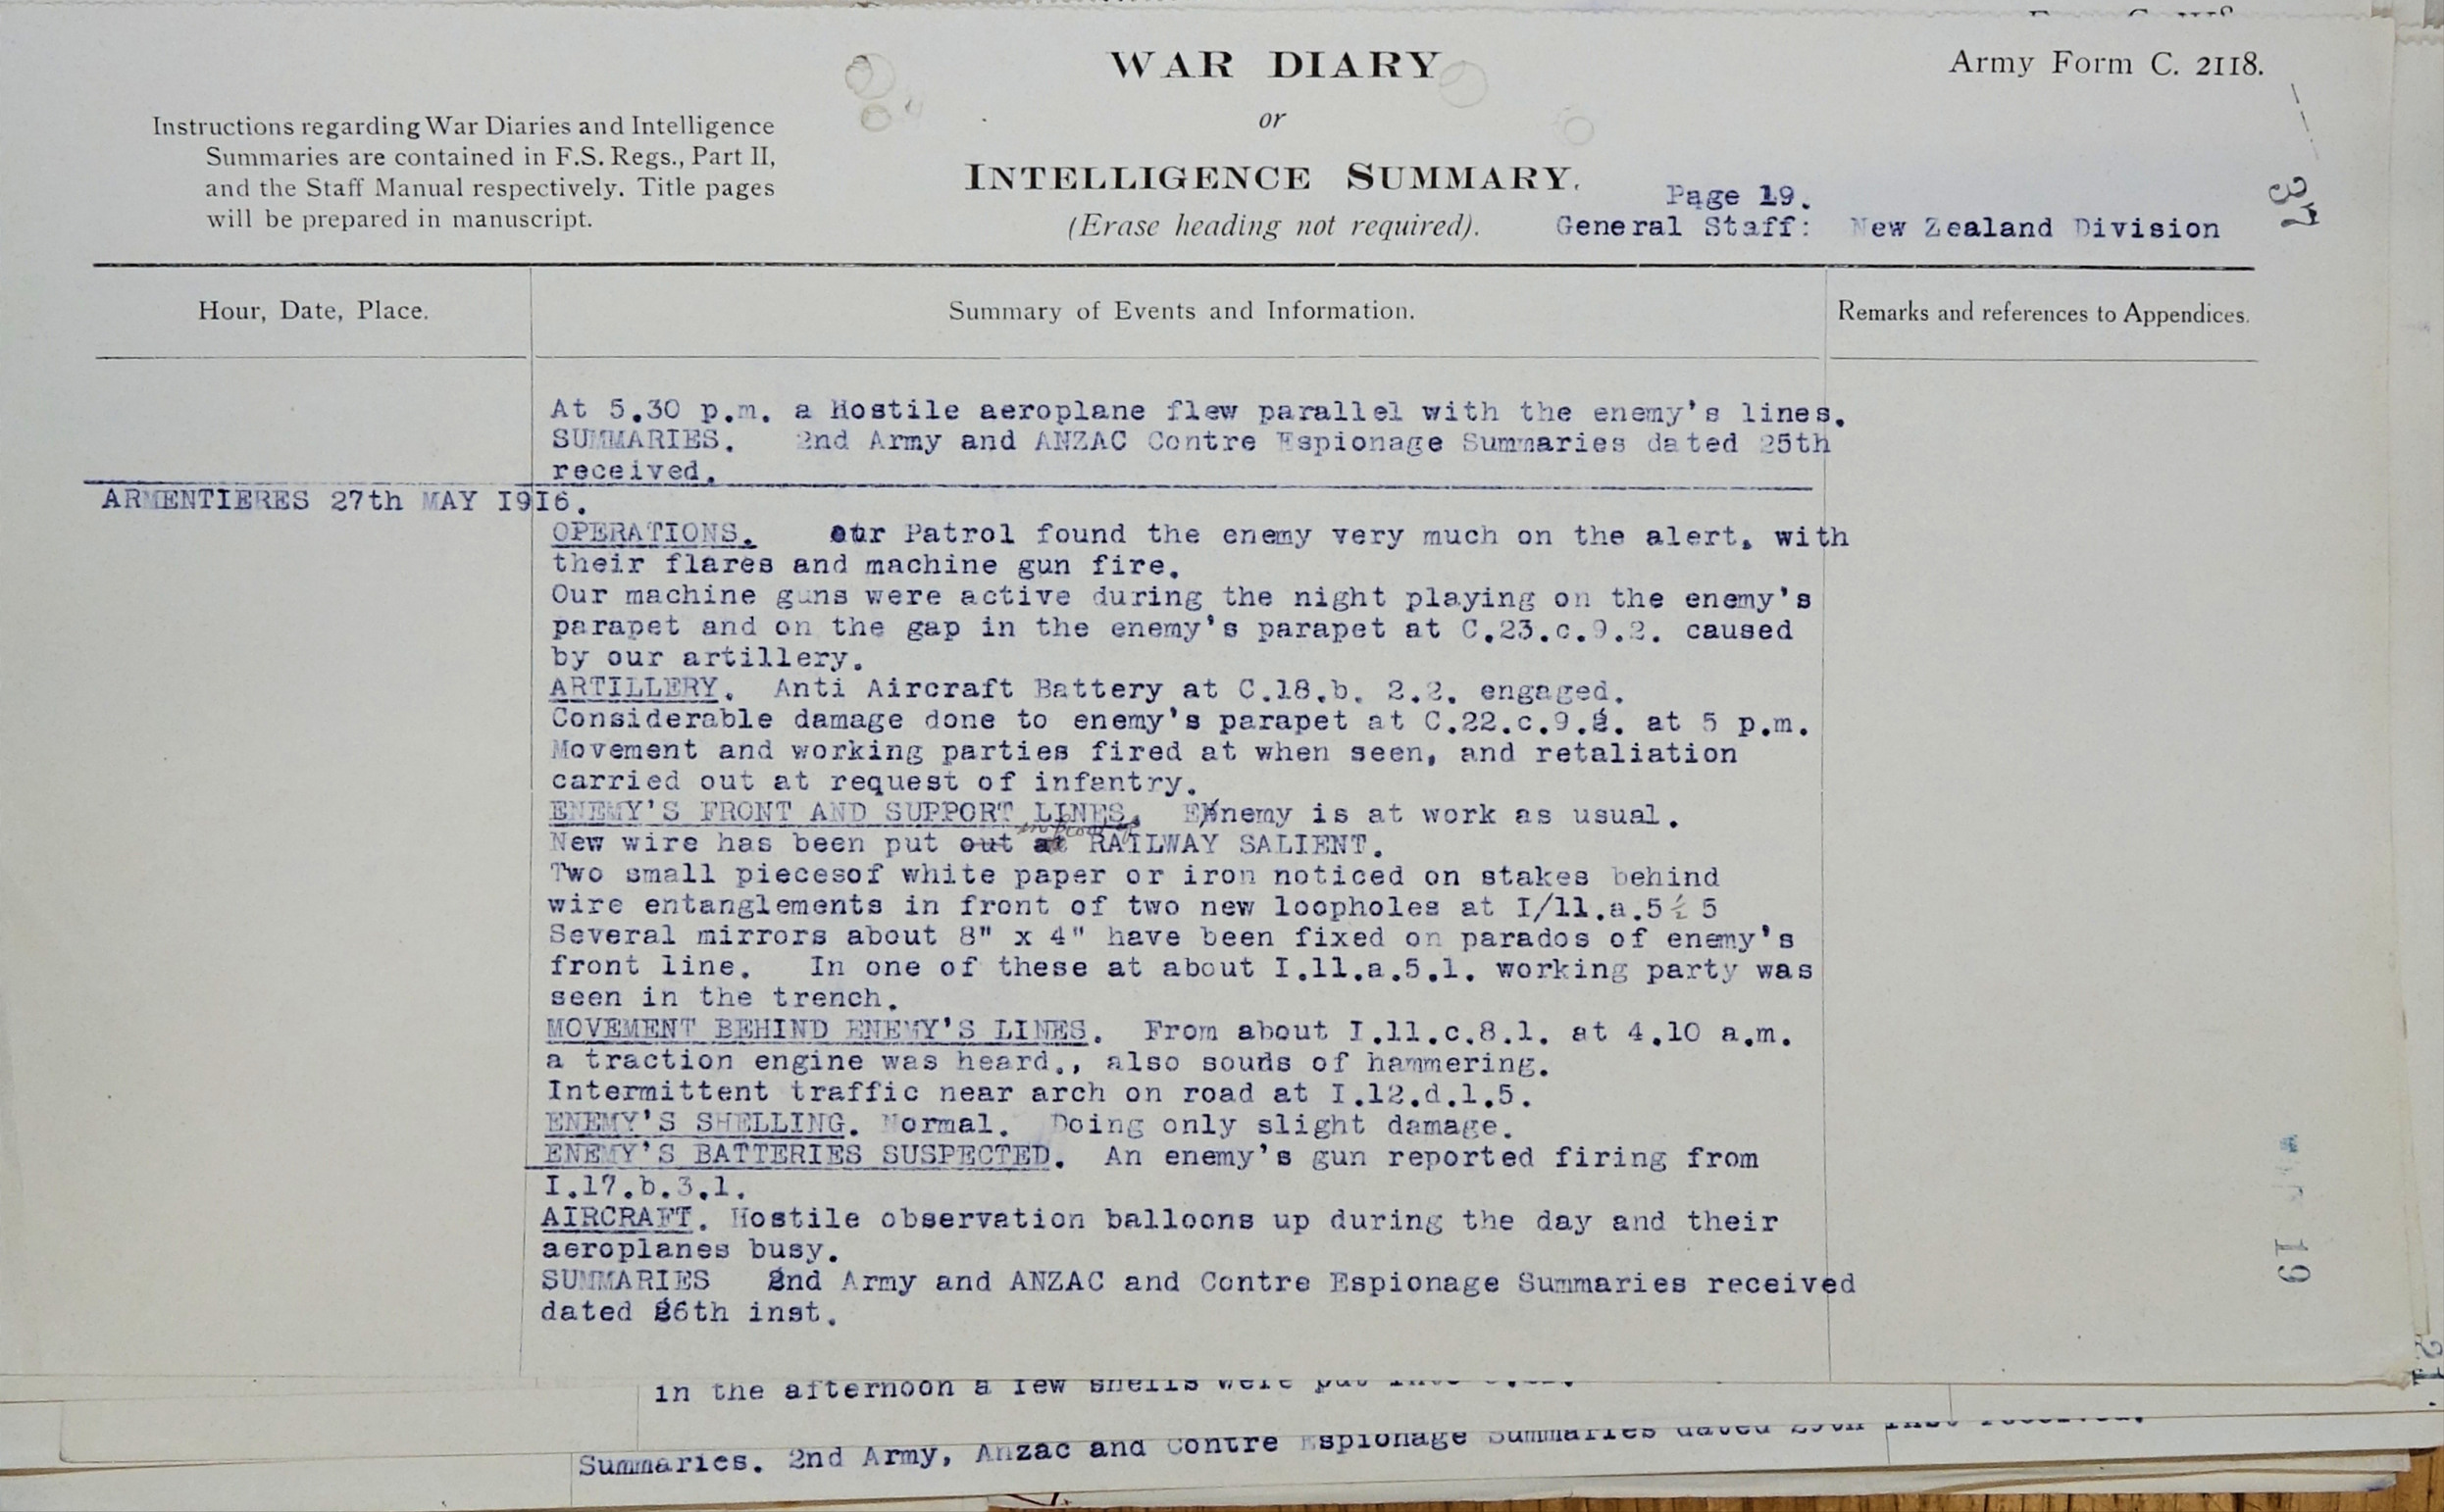 WAR DIARY
or
INTELLIGENCE SUMMARY.
(Erase heading not required).
Army Form C. 2118.
Instructions regarding War Diaries and Intelligence
Summaries are contained in F.S. Regs., Part II,
and the Staff Manual respectively. Title pages
will be prepared in manuscript.
Page 19.
General Staff: New Zealand Division
37
Hour, Date, Place.
Summary of Events and Information.
Remarks and references to Appendices.
At 5.30 p.m. a Hostile aeroplane flew parallel with the enemy's lines.
SUMMARIES. 2nd Army and ANZAC Contre Espionage Summaries dated 25th
received.
ARMENTIERES 27th MAY 1916.
OPERATIONS. our Patrol found the enemy very much on the alert, with
their flares and machine gun fire.
Our machine guns were active during the night playing on the enemy's
parapet and on the gap in the enemy's parapet at C.23.c.9.2. caused
by our artillery.
ARTILLERY. Anti Aircraft Battery at C.18.b. 2.2. engaged.
Considerable damage done to enemy's parapet at C.22.c.9.2. at 5 p.m.
Movement and working parties fired at when seen, and retaliation
carried out at request of infantry.
ENEMY'S FRONT AND SUPPORT LINES. Enemy is at work as usual.
in front of
New wire has been put out at RAILWAY SALIENT.
Two small piecesof white paper or iron noticed on stakes behind
wire entanglements in front of two new loopholes at I/11.a.5½ 5
Several mirrors about 8" x 4" have been fixed on parados of enemy's
front line. In one of these at about I.11.a.5.1. working party was
seen in the trench.
MOVEMENT BEHIND ENEMY'S LINES. From about I.11.c.8.1. at 4.10 a.m.
a traction engine was heard., also souds of hammering.
Intermittent traffic near arch on road at I.12.d.1.5.
ENEMY'S SHELLING. Normal. Doing only slight damage.
ENEMY'S BATTERIES SUSPECTED. An enemy's gun reported firing from
I.17.b.3.1.
AIRCRAFT. Hostile observation balloons up during the day and their
aeroplanes busy.
SUMMARIES 2nd Army and ANZAC and Contre Espionage Summaries received
dated 26th inst.
19
21
in the afternoon a few shells were put into
Summaries. 2nd Army, Anzac and Contre Espionage Summaries dated 29th inst received.